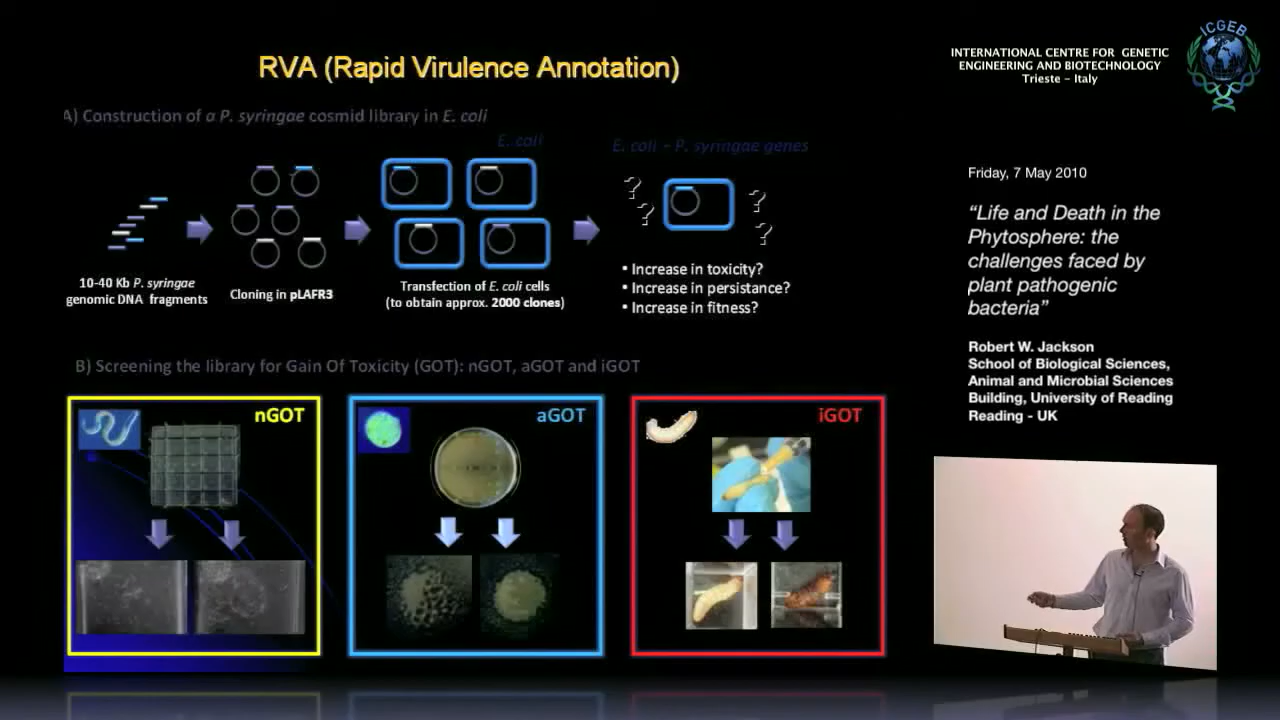 RVA (Rapid Virulence Annotation)
A) Construction of a P. syringae cosmid library in E. coli
E. coli
E. coli – P. syringae genes
? ? ? ?
10-40 Kb P. syringae
genomic DNA fragments
Cloning in pLAFR3
Transfection of E. coli cells
(to obtain approx. 2000 clones)
• Increase in toxicity?
• Increase in persistance?
• Increase in fitness?
B) Screening the library for Gain Of Toxicity (GOT): nGOT, aGOT and iGOT
nGOT
aGOT
iGOT
INTERNATIONAL CENTRE FOR GENETIC
ENGINEERING AND BIOTECHNOLOGY
Trieste – Italy
ICGEB
Friday, 7 May 2010
“Life and Death in the
Phytosphere: the
challenges faced by
plant pathogenic
bacteria”
Robert W. Jackson
School of Biological Sciences,
Animal and Microbial Sciences
Building, University of Reading
Reading - UK